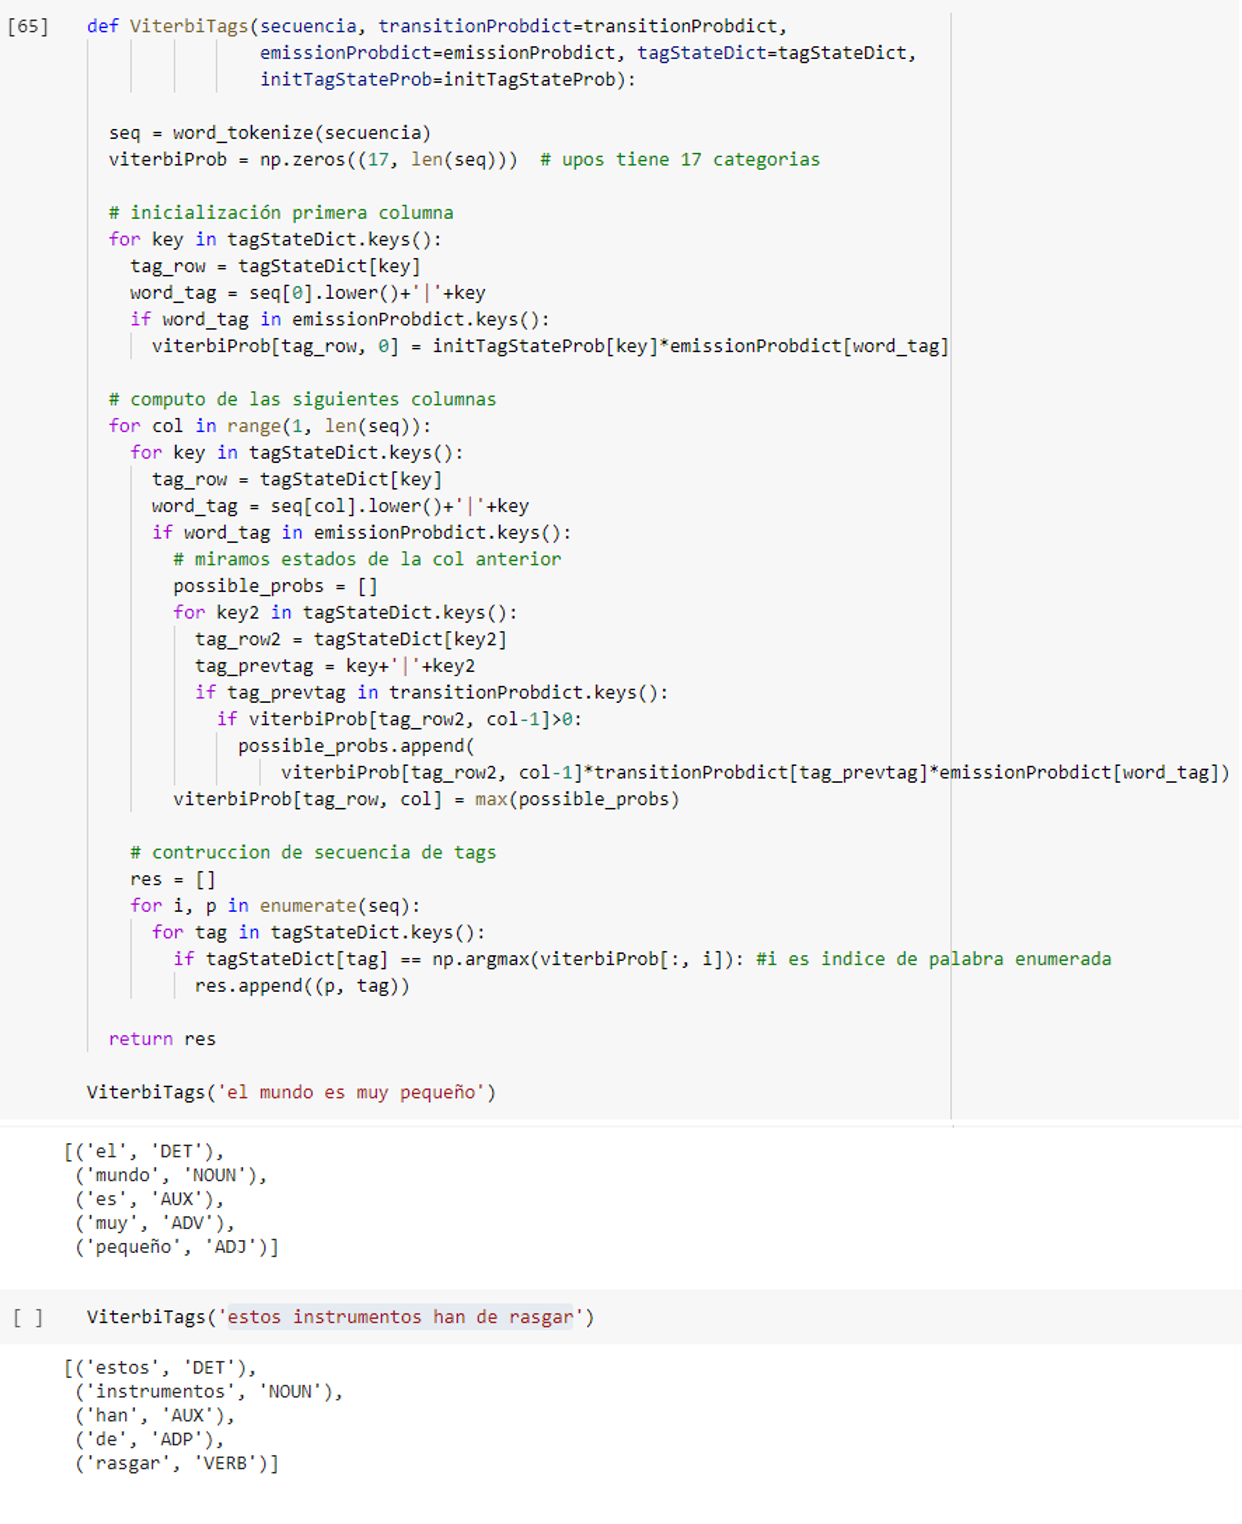 [65] def ViterbiTags(secuencia, transitionProbdict=transitionProbdict,
                emissionProbdict=emissionProbdict, tagStateDict=tagStateDict,
                initTagStateProb=initTagStateProb):
  seq = word_tokenize(secuencia)
  viterbiProb = np.zeros((17, len(seq)))  # upos tiene 17 categorias
  # inicialización primera columna
  for key in tagStateDict.keys():
    tag_row = tagStateDict[key]
    word_tag = seq[0].lower()+'|'+key
    if word_tag in emissionProbdict.keys():
      viterbiProb[tag_row, 0] = initTagStateProb[key]*emissionProbdict[word_tag]
  # computo de las siguientes columnas
  for col in range(1, len(seq)):
    for key in tagStateDict.keys():
      tag_row = tagStateDict[key]
      word_tag = seq[col].lower()+'|'+key
      if word_tag in emissionProbdict.keys():
        # miramos estados de la col anterior
        possible_probs = []
        for key2 in tagStateDict.keys():
          tag_row2 = tagStateDict[key2]
          tag_prevtag = key+'|'+key2
          if tag_prevtag in transitionProbdict.keys():
            if viterbiProb[tag_row2, col-1]>0:
              possible_probs.append(
                  viterbiProb[tag_row2, col-1]*transitionProbdict[tag_prevtag]*emissionProbdict[word_tag])
        viterbiProb[tag_row, col] = max(possible_probs)
    # contruccion de secuencia de tags
    res = []
    for i, p in enumerate(seq):
      for tag in tagStateDict.keys():
        if tagStateDict[tag] == np.argmax(viterbiProb[:, i]): #i es indice de palabra enumerada
          res.append((p, tag))
  return res
ViterbiTags('el mundo es muy pequeño')
[('el', 'DET'),
 ('mundo', 'NOUN'),
 ('es', 'AUX'),
 ('muy', 'ADV'),
 ('pequeño', 'ADJ')]
[ ] ViterbiTags('estos instrumentos han de rasgar')
[('estos', 'DET'),
 ('instrumentos', 'NOUN'),
 ('han', 'AUX'),
 ('de', 'ADP'),
 ('rasgar', 'VERB')]